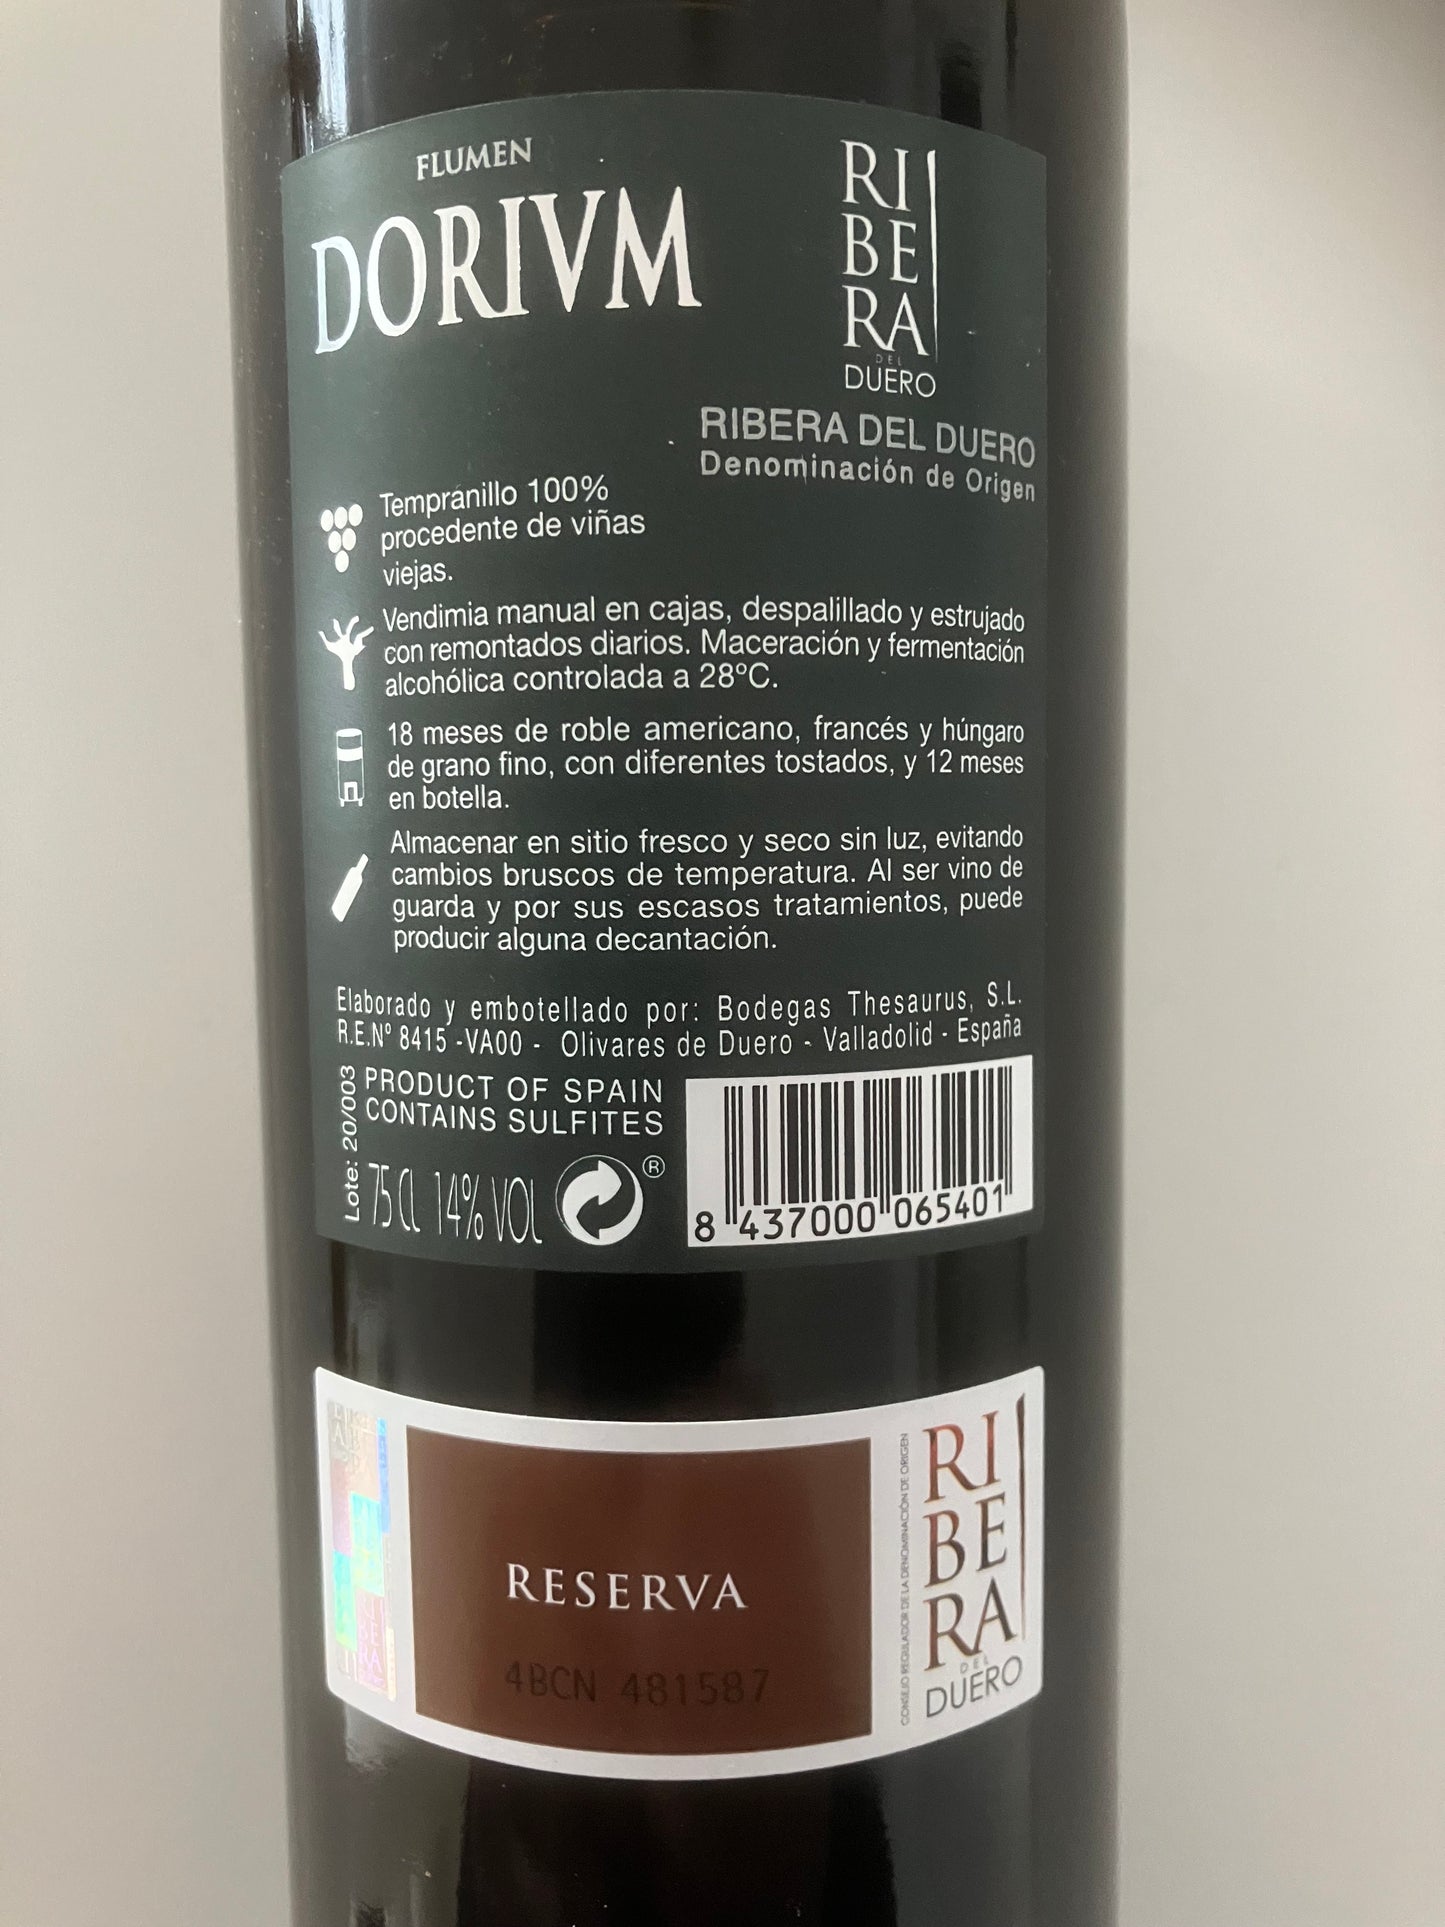 FLUMEN
DORIVM
RI
BE
RA
DEL
DUERO
RIBERA DEL DUERO
Denominación de Origen
Tempranillo 100%
procedente de viñas
viejas.
Vendimia manual en cajas, despalillado y estrujado
con remontados diarios. Maceración y fermentación
alcohólica controlada a 28ºC.
18 meses de roble americano, francés y húngaro
de grano fino, con diferentes tostados, y 12 meses
en botella.
Almacenar en sitio fresco y seco sin luz, evitando
cambios bruscos de temperatura. Al ser vino de
guarda y por sus escasos tratamientos, puede
producir alguna decantación.
Elaborado y embotellado por: Bodegas Thesaurus, S.L.
R.E.Nº 8415 -VA00 - Olivares de Duero - Valladolid - España
Lote: 20/003
PRODUCT OF SPAIN
CONTAINS SULFITES
75 CL 14% VOL
®
8 437000 065401
RESERVA
4BCN 481587
CONSEJO REGULADOR DE LA DENOMINACIÓN DE ORIGEN
RI
BE
RA
DEL
DUERO